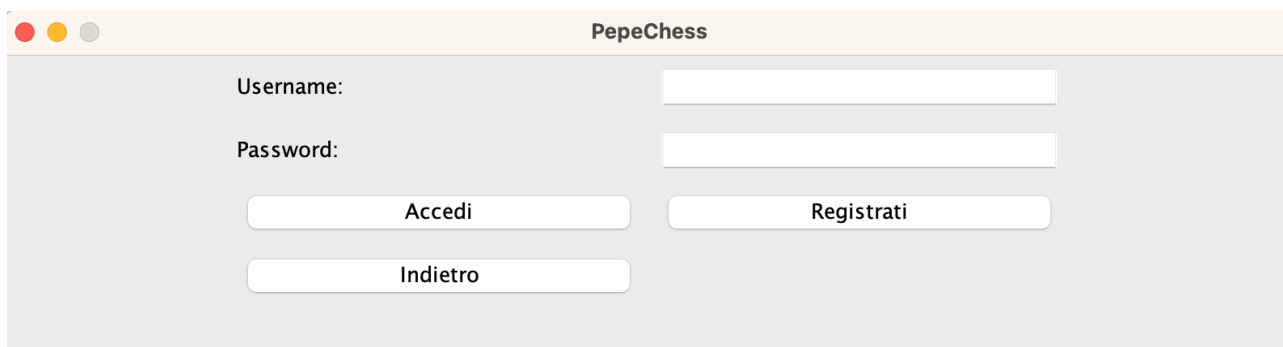 PepeChess
Username:
Password:
Accedi Registrati
Indietro